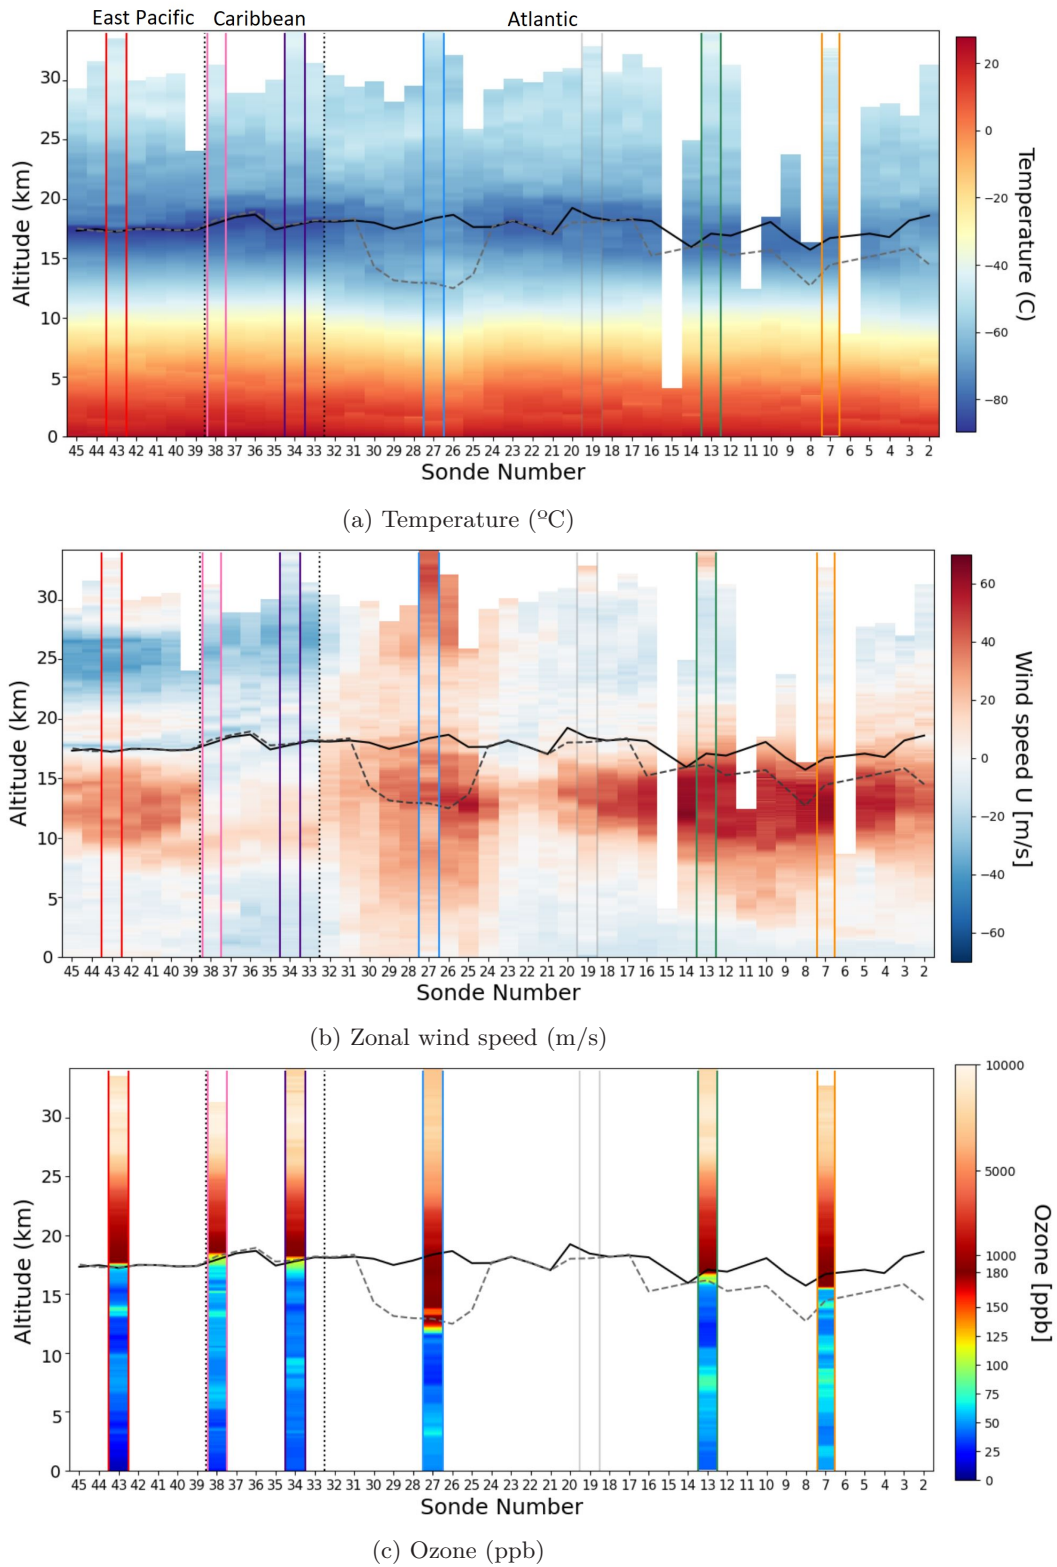 East Pacific Caribbean Atlantic
30
25
20
15
10
5
0
Altitude (km)
45 44 43 42 41 40 39 38 37 36 35 34 33 32 31 30 29 28 27 26 25 24 23 22 21 20 19 18 17 16 15 14 13 12 11 10 9 8 7 6 5 4 3 2
Sonde Number
20
0
−20
−40
−60
−80
Temperature (C)
(a) Temperature (ºC)
30
25
20
15
10
5
0
Altitude (km)
45 44 43 42 41 40 39 38 37 36 35 34 33 32 31 30 29 28 27 26 25 24 23 22 21 20 19 18 17 16 15 14 13 12 11 10 9 8 7 6 5 4 3 2
Sonde Number
60
40
20
0
−20
−40
−60
Wind speed U [m/s]
(b) Zonal wind speed (m/s)
30
25
20
15
10
5
0
Altitude (km)
45 44 43 42 41 40 39 38 37 36 35 34 33 32 31 30 29 28 27 26 25 24 23 22 21 20 19 18 17 16 15 14 13 12 11 10 9 8 7 6 5 4 3 2
Sonde Number
10000
5000
1000
180
150
125
100
75
50
25
0
Ozone [ppb]
(c) Ozone (ppb)